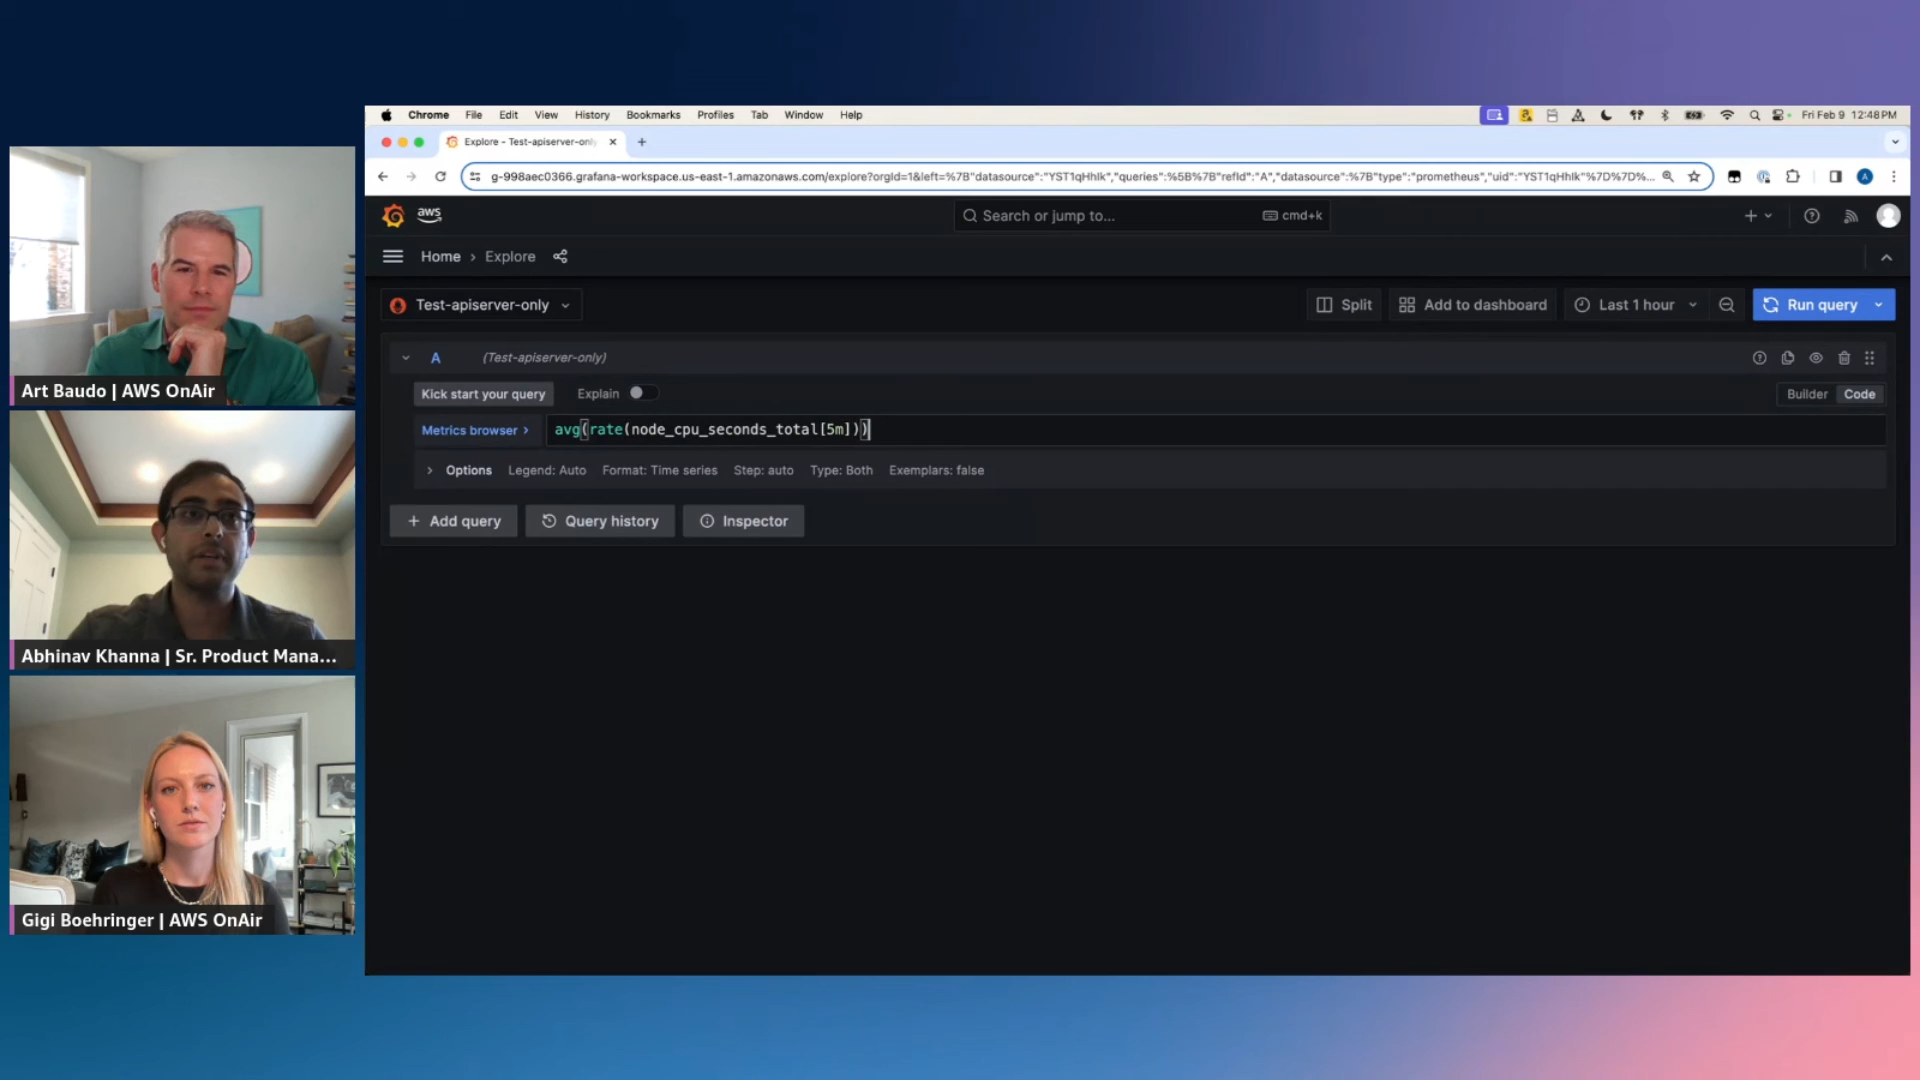 Chrome File Edit View History Bookmarks Profiles Tab Window Help
Fri Feb 9 12:48 PM
Explore - Test-apiserver-only
g-998aec0366.grafana-workspace.us-east-1.amazonaws.com/explore?orgId=1&left=%7B"datasource":"YST1qHhIk","queries":%5B%7B"refId":"A","datasource":%7B"type":"prometheus","uid":"YST1qHhIk"%7D%7D%...
A
aws
Search or jump to...
cmd+k
Home › Explore
Test-apiserver-only
Split
Add to dashboard
Last 1 hour
Run query
A (Test-apiserver-only)
Kick start your query
Explain
Builder Code
Metrics browser >
avg(rate(node_cpu_seconds_total[5m]))
Options Legend: Auto Format: Time series Step: auto Type: Both Exemplars: false
+ Add query
Query history
Inspector
Art Baudo | AWS OnAir
Abhinav Khanna | Sr. Product Mana...
Gigi Boehringer | AWS OnAir